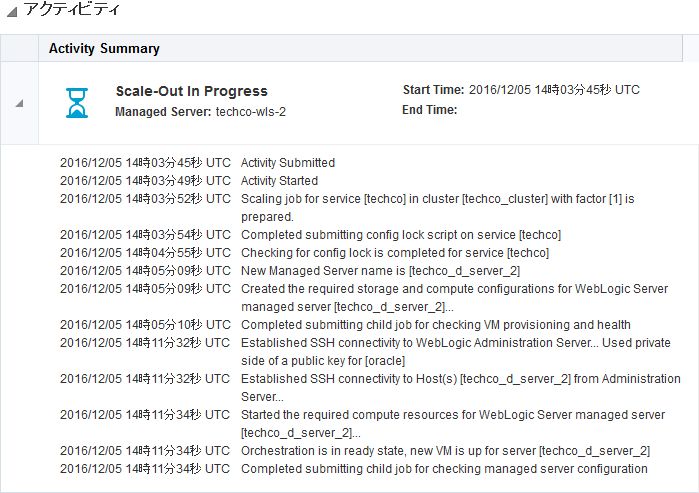 アクティビティ
Activity Summary
Scale-Out In Progress
Managed Server: techco-wls-2
Start Time: 2016/12/05 14時03分45秒 UTC
End Time:
2016/12/05 14時03分45秒 UTC Activity Submitted
2016/12/05 14時03分49秒 UTC Activity Started
2016/12/05 14時03分52秒 UTC Scaling job for service [techco] in cluster [techco_cluster] with factor [1] is
prepared.
2016/12/05 14時03分54秒 UTC Completed submitting config lock script on service [techco]
2016/12/05 14時04分55秒 UTC Checking for config lock is completed for service [techco]
2016/12/05 14時05分09秒 UTC New Managed Server name is [techco_d_server_2]
2016/12/05 14時05分09秒 UTC Created the required storage and compute configurations for WebLogic Server
managed server [techco_d_server_2]...
2016/12/05 14時05分10秒 UTC Completed submitting child job for checking VM provisioning and health
2016/12/05 14時11分32秒 UTC Established SSH connectivity to WebLogic Administration Server... Used private
side of a public key for [oracle]
2016/12/05 14時11分32秒 UTC Established SSH connectivity to Host(s) [techco_d_server_2] from Administration
Server...
2016/12/05 14時11分34秒 UTC Started the required compute resources for WebLogic Server managed server
[techco_d_server_2]...
2016/12/05 14時11分34秒 UTC Orchestration is in ready state, new VM is up for server [techco_d_server_2]
2016/12/05 14時11分34秒 UTC Completed submitting child job for checking managed server configuration